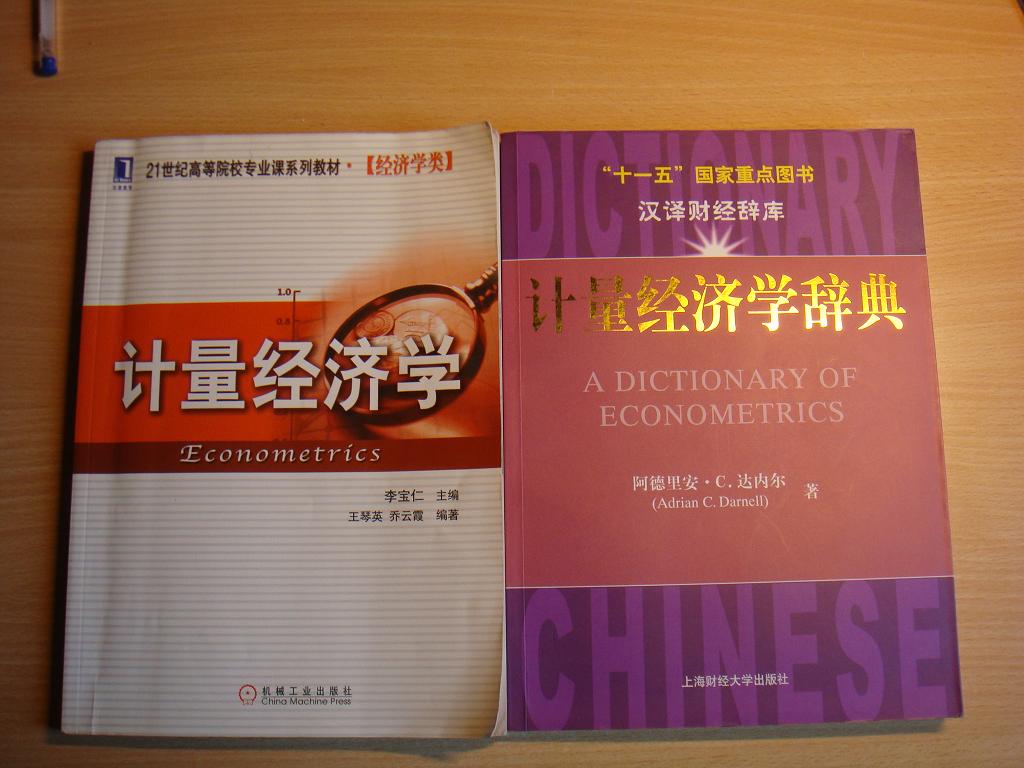 21世纪高等院校专业课系列教材·【经济学类】
1.0
0.8
计量经济学
Econometrics
李宝仁 主编
王琴英 乔云霞 编著
机械工业出版社
China Machine Press
DICTIONARY
“十一五”国家重点图书
汉译财经辞库
计量经济学辞典
A DICTIONARY OF
ECONOMETRICS
阿德里安·C.达内尔 著
(Adrian C. Darnell)
CHINESE
上海财经大学出版社